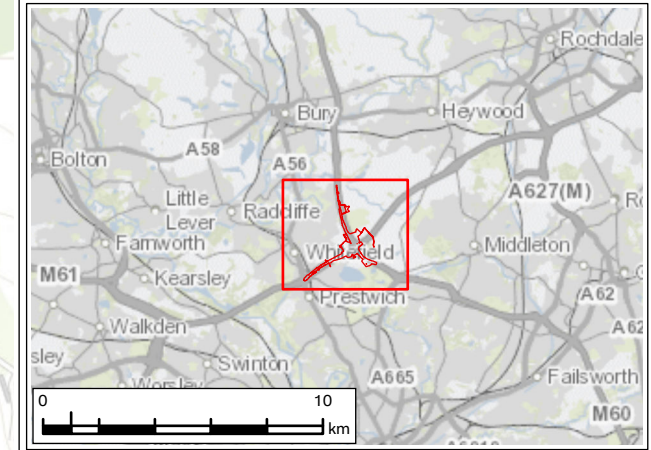 Rochdale
Bury
Heywood
A58
Bolton
A56
A627(M)
Little
Lever
Radcliffe
Farnworth
Whitefield
Middleton
M61
Kearsley
A62
Prestwich
Walkden
Swinton
A665
Failsworth
M60
0 10
km